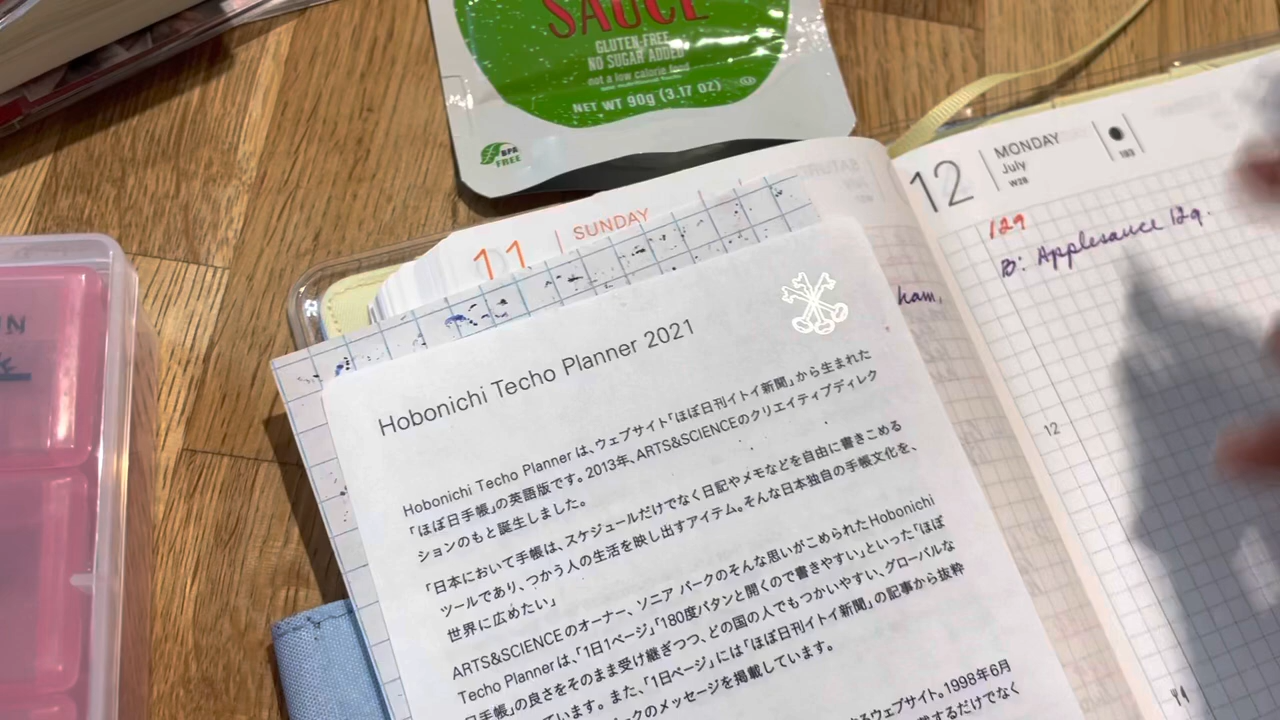 SAUCE
GLUTEN-FREE
NO SUGAR ADDED
not a low calorie food
NET WT 90g (3.17 OZ)
BPA
FREE
11 SUNDAY
12 MONDAY
July
W28
193
129
B: Applesauce 12g.
ham,
12
Hobonichi Techo Planner 2021
Hobonichi Techo Planner は、ウェブサイト「ほぼ日刊イトイ新聞」から生まれた
「ほぼ日手帳」の英語版です。2013年、ARTS&SCIENCEのクリエイティブディレク
ションのもと誕生しました。
「日本において手帳は、スケジュールだけでなく日記やメモなどを自由に書きこめる
ツールであり、つかう人の生活を映し出すアイテム。そんな日本独自の手帳文化を、
世界に広めたい」
ARTS&SCIENCEのオーナー、ソニア パークのそんな思いがこめられたHobonichi
Techo Plannerは、「1日1ページ」「180度パタンと開くので書きやすい」といった「ほぼ
日手帳」の良さをそのまま受け継ぎつつ、どの国の人でもつかいやすい、グローバルな
ています。また、「1日ページ」には「ほぼ日刊イトイ新聞」の記事から抜粋
ークのメッセージを掲載しています。
るウェブサイト。1998年6月
するだけでなく